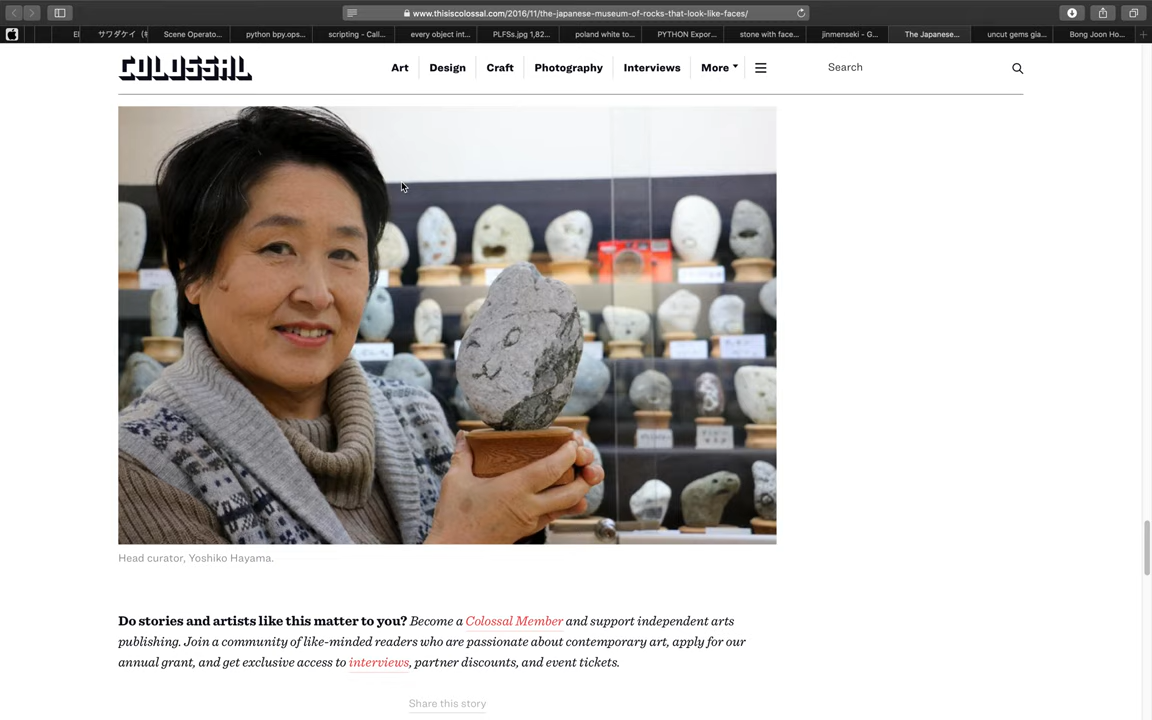 www.thisiscolossal.com/2016/11/the-japanese-museum-of-rocks-that-look-like-faces/
El サワダケイ (キ Scene Operato... python bpy.ops... scripting - Call... every object int... PLFSs.jpg 1,82... poland white to... PYTHON Expor... stone with face... jinmenseki - G... The Japanese... uncut gems gia... Bong Joon Ho...
COLOSSAL Art Design Craft Photography Interviews More Search
Head curator, Yoshiko Hayama.
Do stories and artists like this matter to you? Become a Colossal Member and support independent arts
publishing. Join a community of like-minded readers who are passionate about contemporary art, apply for our
annual grant, and get exclusive access to interviews, partner discounts, and event tickets.
Share this story